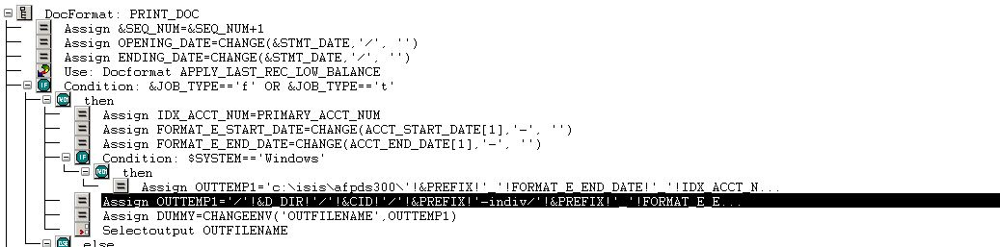 DocFormat: PRINT_DOC
Assign &SEQ_NUM=&SEQ_NUM+1
Assign OPENING_DATE=CHANGE(&STMT_DATE,'/', '')
Assign ENDING_DATE=CHANGE(&STMT_DATE,'/', '')
Use: Docformat APPLY_LAST_REC_LOW_BALANCE
IF Condition: &JOB_TYPE=='f' OR &JOB_TYPE=='t'
then
Assign IDX_ACCT_NUM=PRIMARY_ACCT_NUM
Assign FORMAT_E_START_DATE=CHANGE(ACCT_START_DATE[1],'-', '')
Assign FORMAT_E_END_DATE=CHANGE(ACCT_END_DATE[1],'-', '')
IF Condition: $SYSTEM=='Windows'
then
Assign OUTTEMP1='c:\isis\afpds300\'!&PREFIX!'_'!FORMAT_E_END_DATE!'_'!IDX_ACCT_N...
Assign OUTTEMP1='/'!&D_DIR!'/'!&CID!'/'!&PREFIX!'-indiv/'!&PREFIX!'_'!FORMAT_E_E...
Assign DUMMY=CHANGEENV('OUTFILENAME',OUTTEMP1)
Selectoutput OUTFILENAME
else